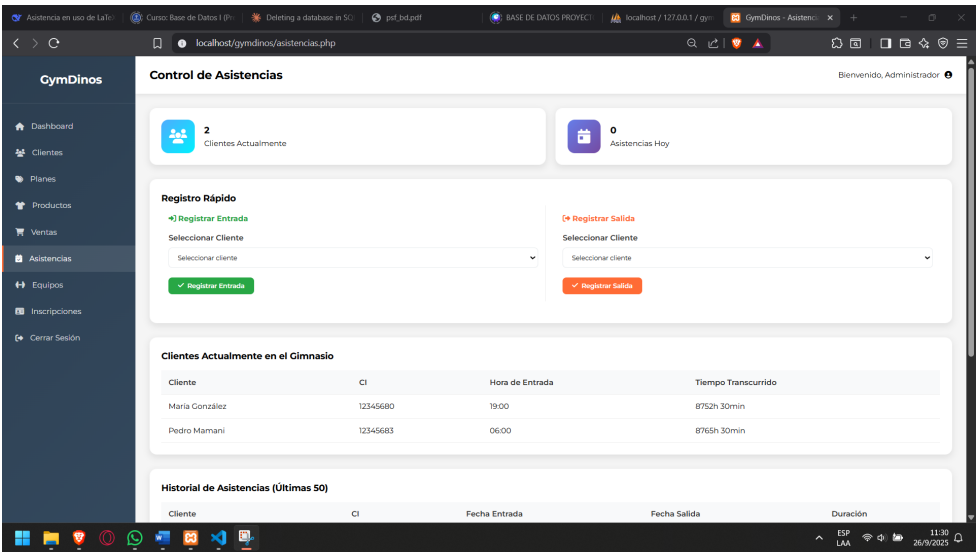 Asistencia en uso de LaTeX
Curso: Base de Datos I (Pe
Deleting a database in SQ
psf_bd.pdf
BASE DE DATOS PROYECT
localhost / 127.0.0.1 / gym
GymDinos - Asistenc
localhost/gymdinos/asistencias.php
GymDinos
Control de Asistencias
Bienvenido, Administrador
Dashboard
Clientes
Planes
Productos
Ventas
Asistencias
Equipos
Inscripciones
Cerrar Sesión
2
Clientes Actualmente
0
Asistencias Hoy
Registro Rápido
Registrar Entrada
Registrar Salida
Seleccionar Cliente
Seleccionar Cliente
Seleccionar cliente
Seleccionar cliente
Registrar Entrada
Registrar Salida
Clientes Actualmente en el Gimnasio
Cliente CI Hora de Entrada Tiempo Transcurrido
María González 12345680 19:00 8752h 30min
Pedro Mamani 12345683 06:00 8765h 30min
Historial de Asistencias (Últimas 50)
Cliente CI Fecha Entrada Fecha Salida Duración
ESP
LAA
11:30
26/9/2025